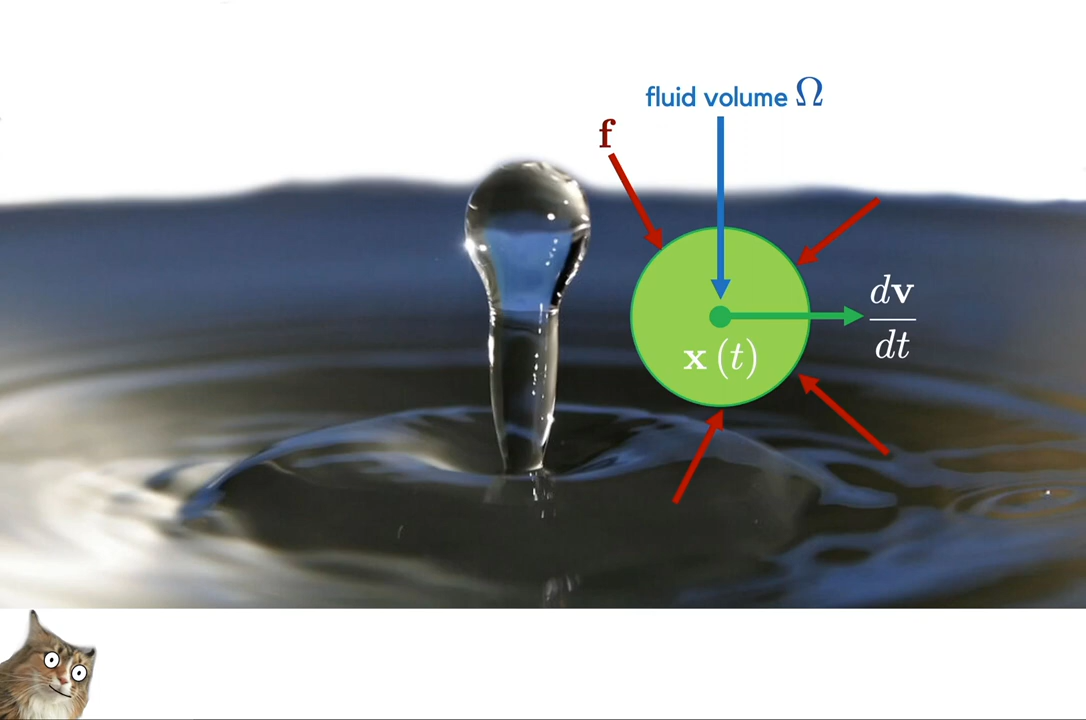 fluid volume Ω
f
dv
dt
x (t)